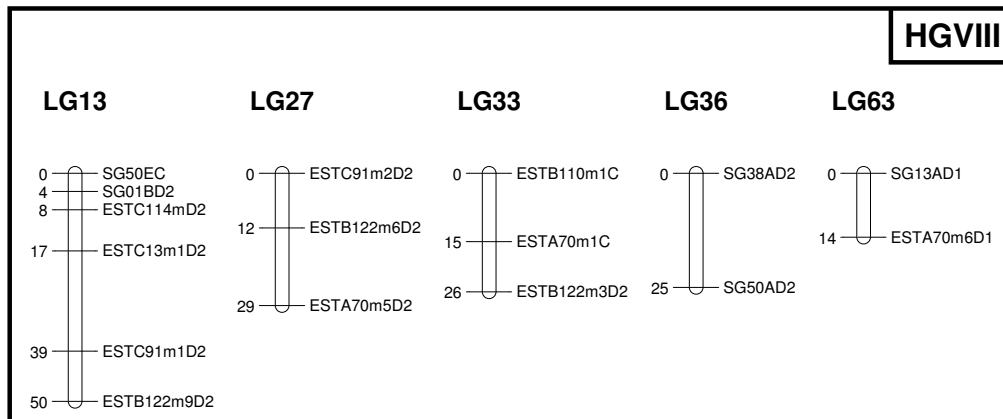 HGVIII
LG13 LG27 LG33 LG36 LG63
0 SG50EC
4 SG01BD2
8 ESTC114mD2
17 ESTC13m1D2
39 ESTC91m1D2
50 ESTB122m9D2
0 ESTC91m2D2
12 ESTB122m6D2
29 ESTA70m5D2
0 ESTB110m1C
15 ESTA70m1C
26 ESTB122m3D2
0 SG38AD2
25 SG50AD2
0 SG13AD1
14 ESTA70m6D1